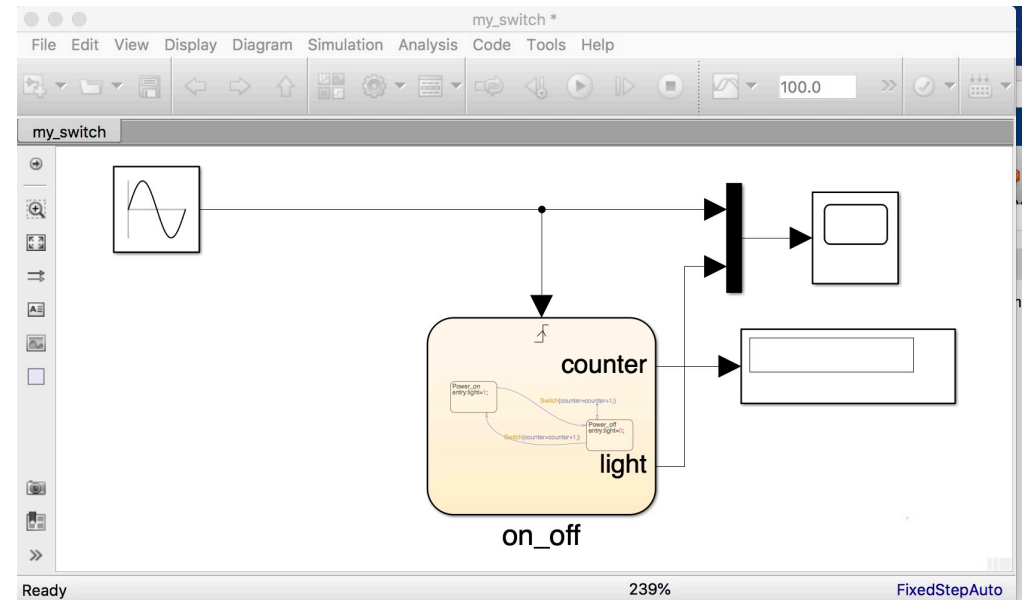 my_switch *
File Edit View Display Diagram Simulation Analysis Code Tools Help
100.0
my_switch
counter
Power_on
entry:light=1;
Switch{counter=counter+1;}
Power_off
entry:light=0;
Switch{counter=counter+1;}
light
on_off
Ready 239% FixedStepAuto